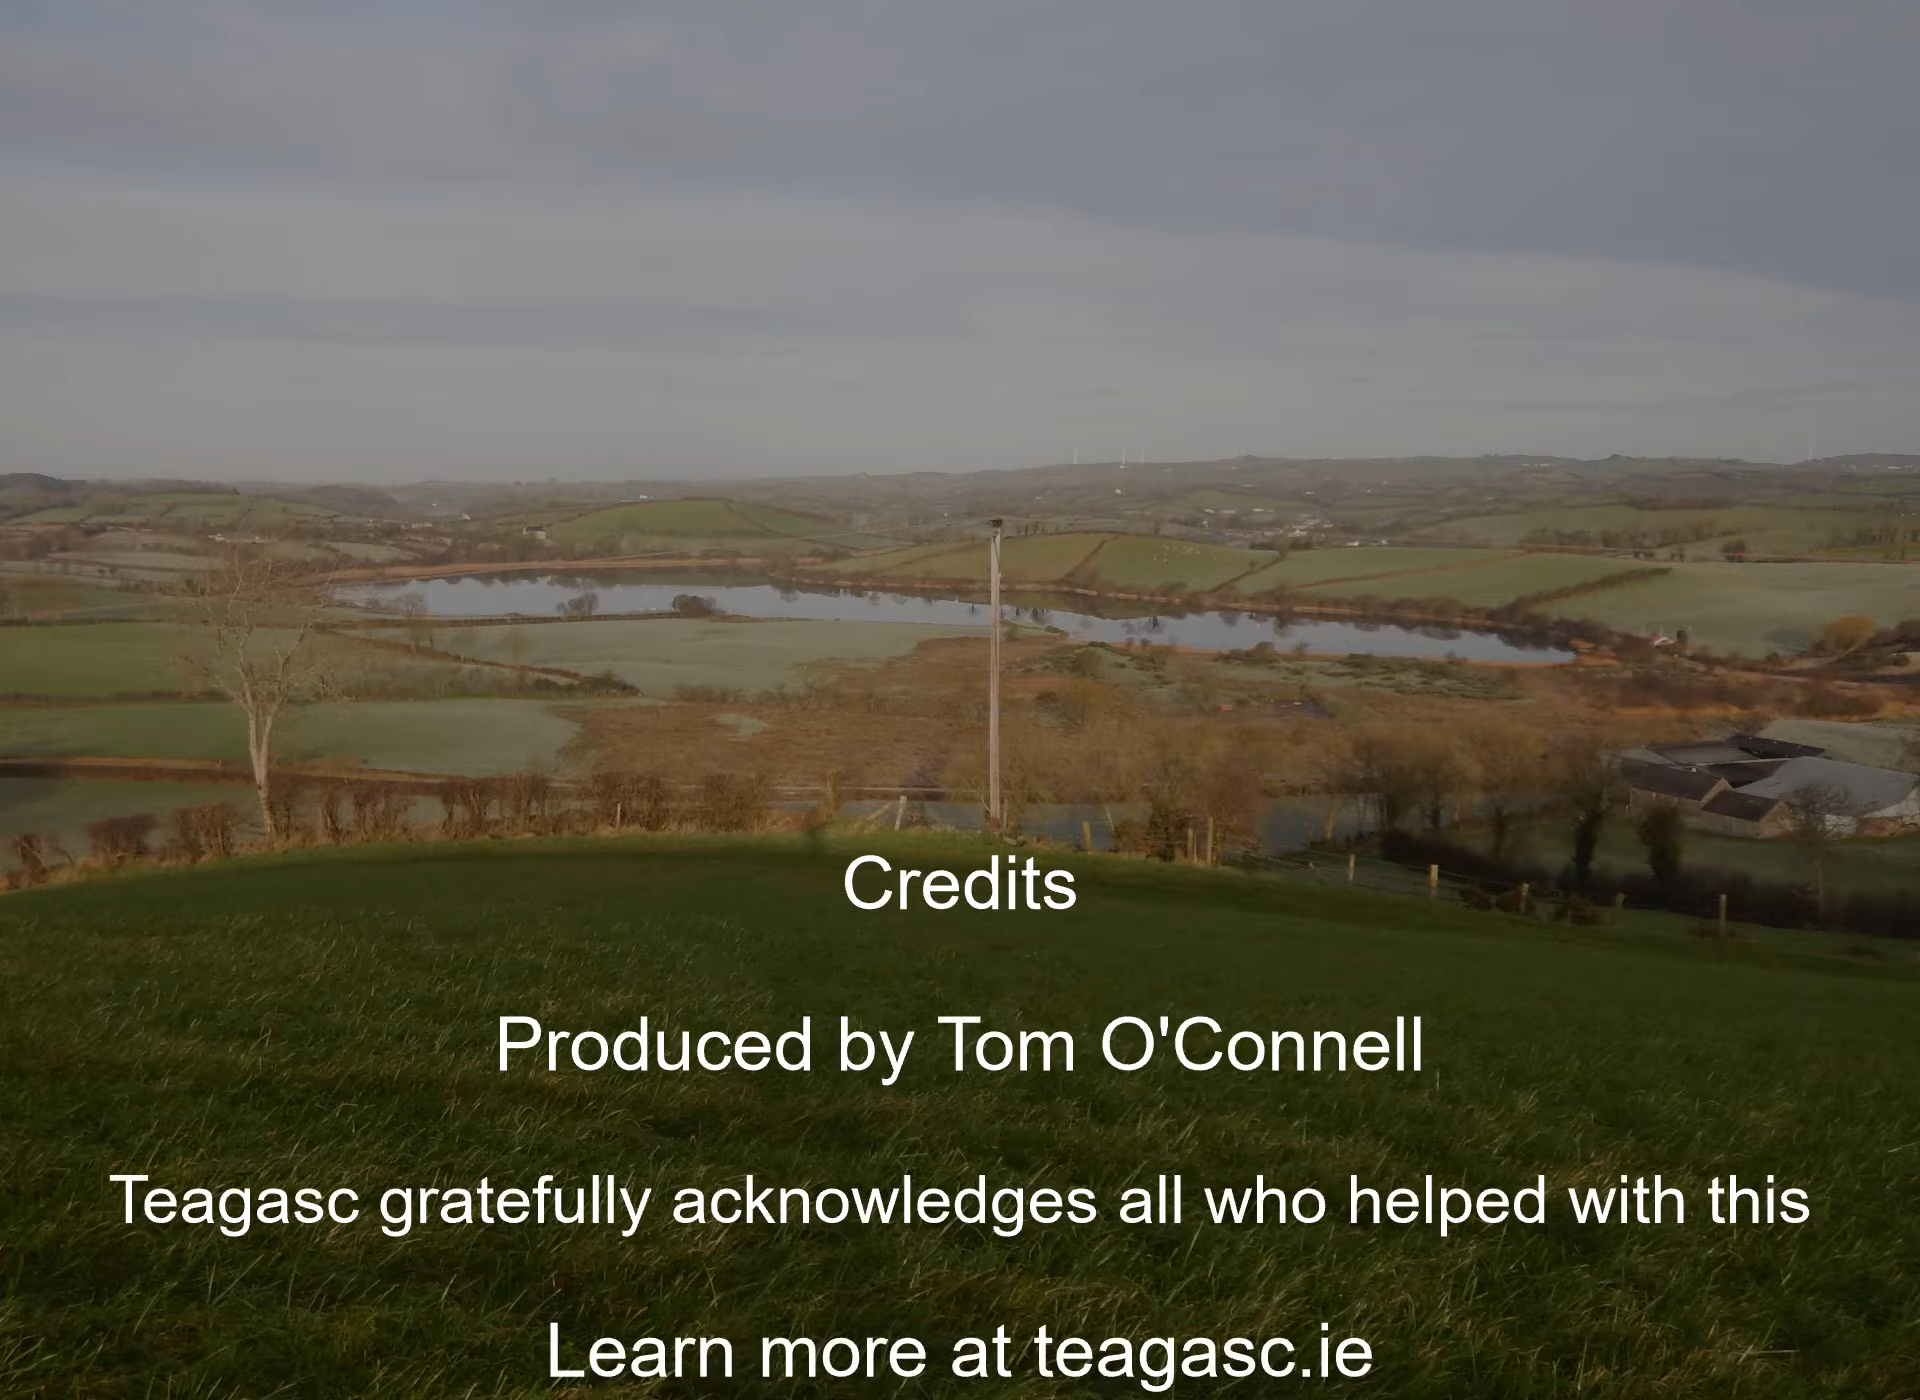 Credits
Produced by Tom O'Connell
Teagasc gratefully acknowledges all who helped with this
Learn more at teagasc.ie